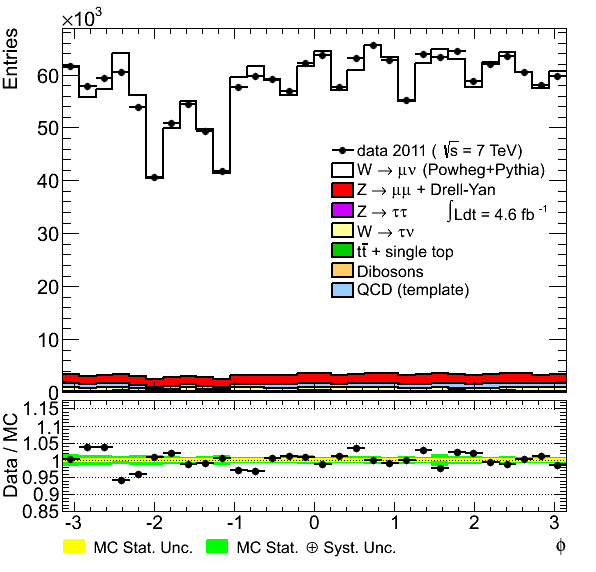 ×10³
Entries
60
50
40
30
20
10
0
data 2011 ( √s = 7 TeV)
W → μν (Powheg+Pythia)
Z → μμ + Drell-Yan
Z → ττ
∫Ldt = 4.6 fb⁻¹
W → τν
tt̅ + single top
Dibosons
QCD (template)
Data / MC
1.15
1.1
1.05
1
0.95
0.9
0.85
-3 -2 -1 0 1 2 3
MC Stat. Unc. MC Stat. ⊕ Syst. Unc. ϕ